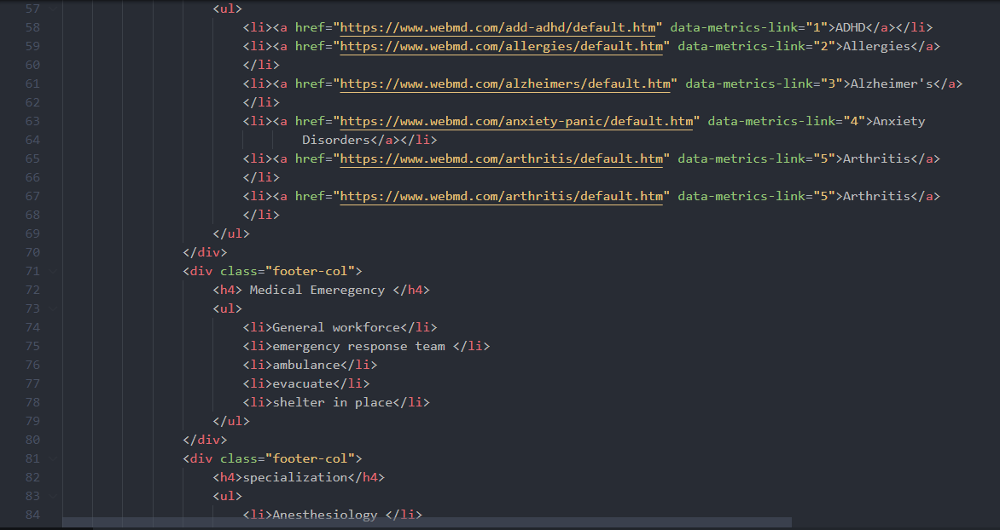 57 <ul>
58 <li><a href="https://www.webmd.com/add-adhd/default.htm" data-metrics-link="1">ADHD</a></li>
59 <li><a href="https://www.webmd.com/allergies/default.htm" data-metrics-link="2">Allergies</a>
60 </li>
61 <li><a href="https://www.webmd.com/alzheimers/default.htm" data-metrics-link="3">Alzheimer's</a>
62 </li>
63 <li><a href="https://www.webmd.com/anxiety-panic/default.htm" data-metrics-link="4">Anxiety
64 Disorders</a></li>
65 <li><a href="https://www.webmd.com/arthritis/default.htm" data-metrics-link="5">Arthritis</a>
66 </li>
67 <li><a href="https://www.webmd.com/arthritis/default.htm" data-metrics-link="5">Arthritis</a>
68 </li>
69 </ul>
70 </div>
71 <div class="footer-col">
72 <h4> Medical Emeregency </h4>
73 <ul>
74 <li>General workforce</li>
75 <li>emergency response team </li>
76 <li>ambulance</li>
77 <li>evacuate</li>
78 <li>shelter in place</li>
79 </ul>
80 </div>
81 <div class="footer-col">
82 <h4>specialization</h4>
83 <ul>
84 <li>Anesthesiology </li>